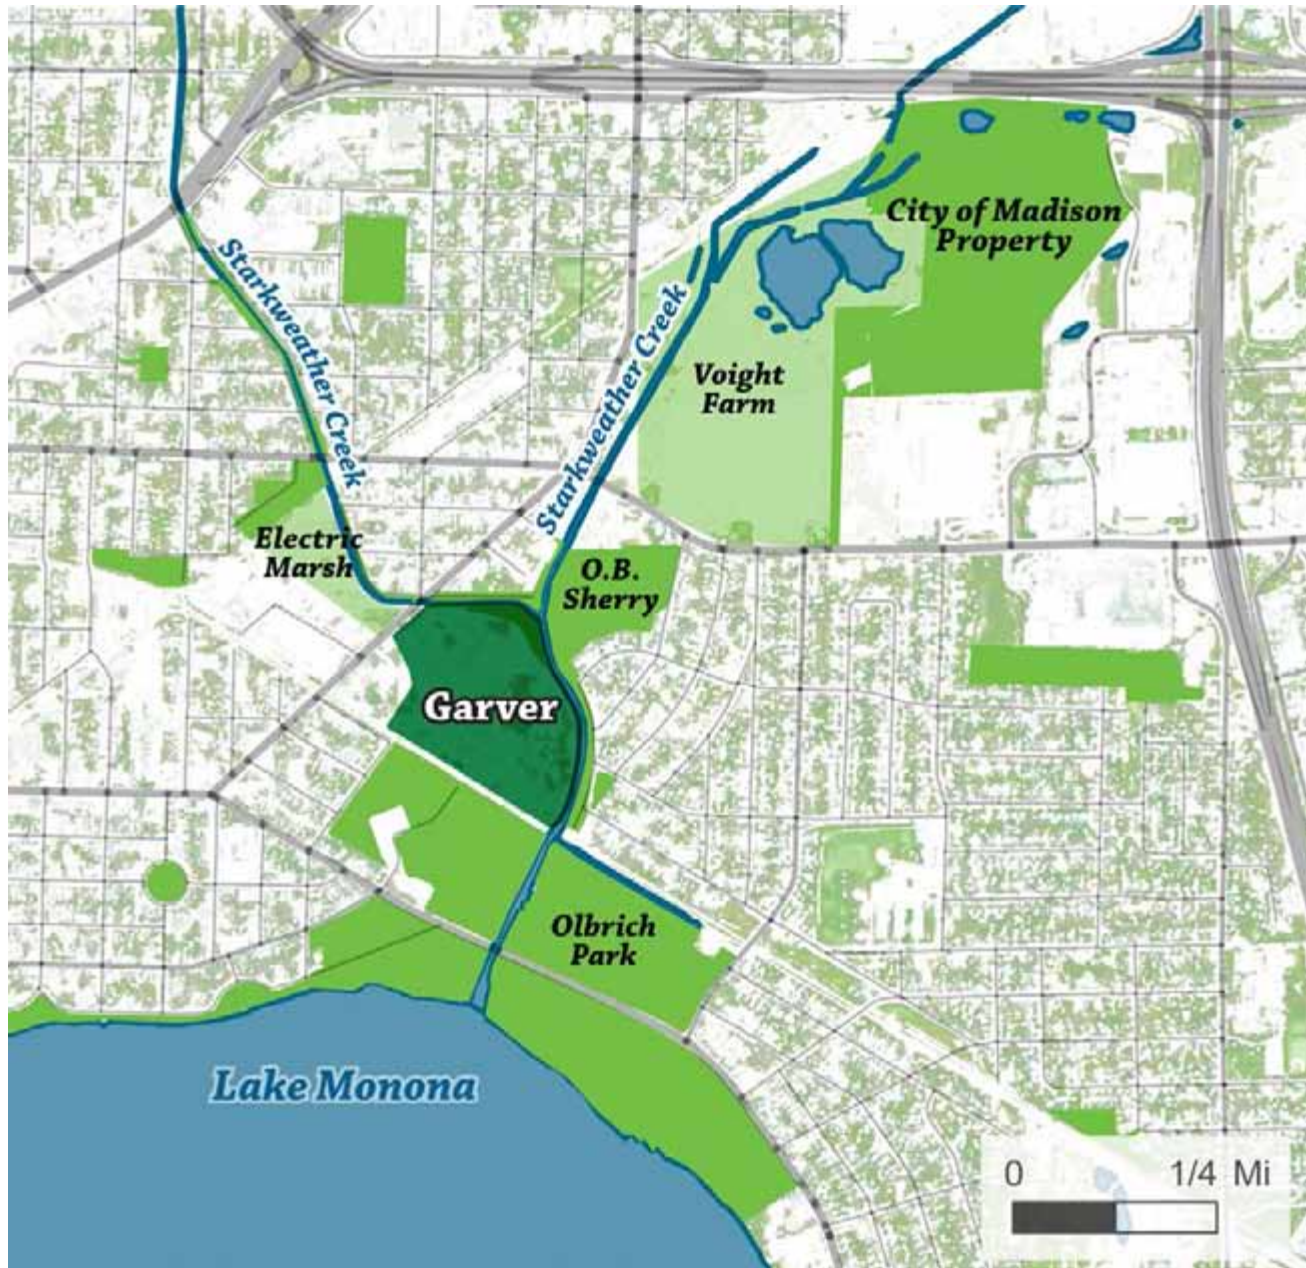 City of Madison
Property
Starkweather Creek
Starkweather Creek
Voight
Farm
Electric
Marsh
O.B.
Sherry
Garver
Olbrich
Park
Lake Monona
0 1/4 Mi